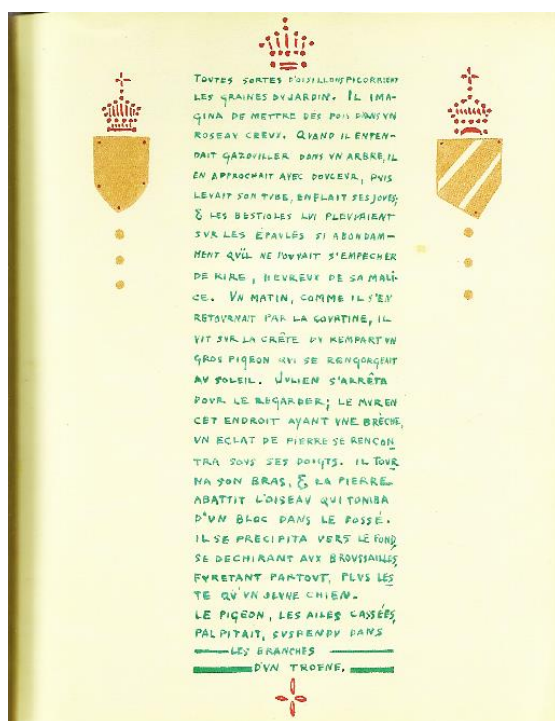 TOUTES SORTES D'OISILLONS PICORAIENT
LES GRAINES DV JARDIN. IL IMA-
GINA DE METTRE DES POIS DANS VN
ROSEAV CREVX. QVAND IL ENTEN-
DAIT GAZOVILLER DANS VN ARBRE, IL
EN APPROCHAIT AVEC DOVCEVR, PVIS
LEVAIT SON TVBE, ENFLAIT SES JOVES;
& LES BESTIOLES LVI PLEVVAIENT
SVR LES ÉPAVLES SI ABONDAM-
MENT QV'IL NE POVVAIT S'EMPECHER
DE RIRE, HEVREVX DE SA MALI-
CE. VN MATIN, COMME IL S'EN
RETOVRNAIT PAR LA COVRTINE, IL
VIT SVR LA CRÊTE DV REMPART VN
GROS PIGEON QVI SE RENGORGEAIT
AV SOLEIL. JVLIEN S'ARRÊTA
POVR LE REGARDER; LE MVR EN
CET ENDROIT AYANT VNE BRÈCHE,
VN ECLAT DE PIERRE SE RENCON
TRA SOVS SES DOIGTS. IL TOVR
NA SON BRAS, & LA PIERRE
ABATTIT L'OISEAV QVI TOMBA
D'VN BLOC DANS LE FOSSÉ.
IL SE PRECIPITA VERS LE FOND,
SE DECHIRANT AVX BROVSSAILLES,
FVRETANT PARTOVT, PLVS LES
TE QV'VN JEVNE CHIEN.
LE PIGEON, LES AILES CASSÉES,
PALPITAIT, SVSPENDV DANS
LES BRANCHES
D'VN TROENE.